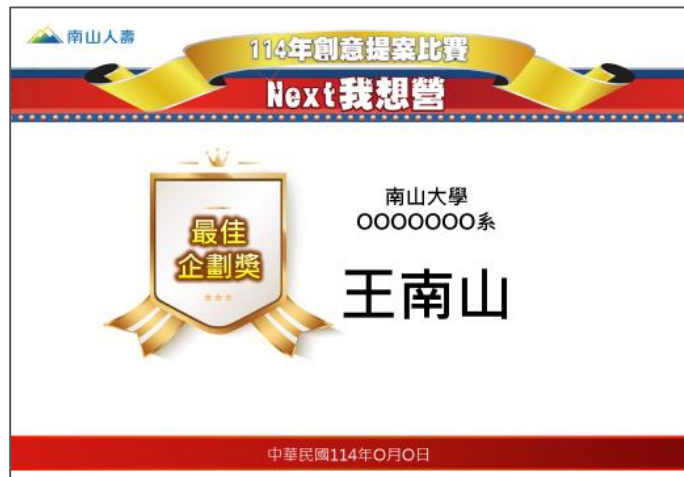 南山人壽
114年創意提案比賽
Next我想營
南山大學
OOOOOOO系
最佳
企劃獎
王南山
中華民國114年O月O日